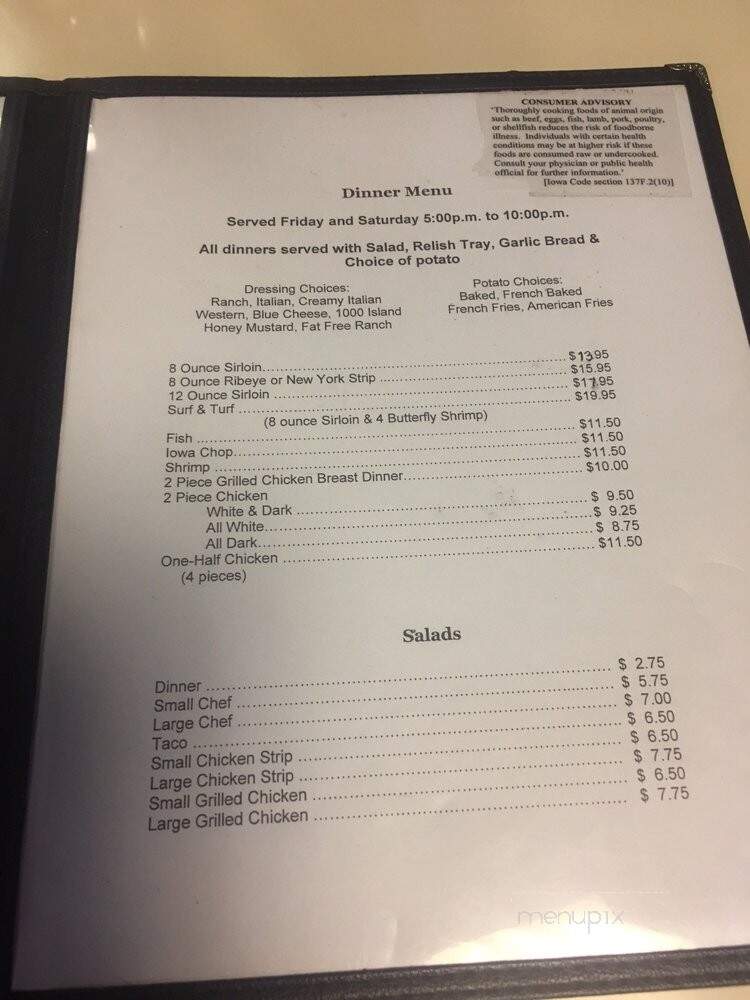 CONSUMER ADVISORY
"Thoroughly cooking foods of animal origin
such as beef, eggs, fish, lamb, pork, poultry,
or shellfish reduces the risk of foodborne
illness. Individuals with certain health
conditions may be at higher risk if these
foods are consumed raw or undercooked.
Consult your physician or public health
official for further information."
[Iowa Code section 137F.2(10)]
Dinner Menu
Served Friday and Saturday 5:00p.m. to 10:00p.m.
All dinners served with Salad, Relish Tray, Garlic Bread &
Choice of potato
Dressing Choices:
Ranch, Italian, Creamy Italian
Western, Blue Cheese, 1000 Island
Honey Mustard, Fat Free Ranch
Potato Choices:
Baked, French Baked
French Fries, American Fries
8 Ounce Sirloin $13.95
8 Ounce Ribeye or New York Strip $15.95
12 Ounce Sirloin $17.95
Surf & Turf $19.95
(8 ounce Sirloin & 4 Butterfly Shrimp)
Fish $11.50
Iowa Chop $11.50
Shrimp $11.50
2 Piece Grilled Chicken Breast Dinner $10.00
2 Piece Chicken
White & Dark $ 9.50
All White $ 9.25
All Dark $ 8.75
One-Half Chicken $11.50
(4 pieces)
Salads
Dinner $ 2.75
Small Chef $ 5.75
Large Chef $ 7.00
Taco $ 6.50
Small Chicken Strip $ 6.50
Large Chicken Strip $ 7.75
Small Grilled Chicken $ 6.50
Large Grilled Chicken $ 7.75
menupix